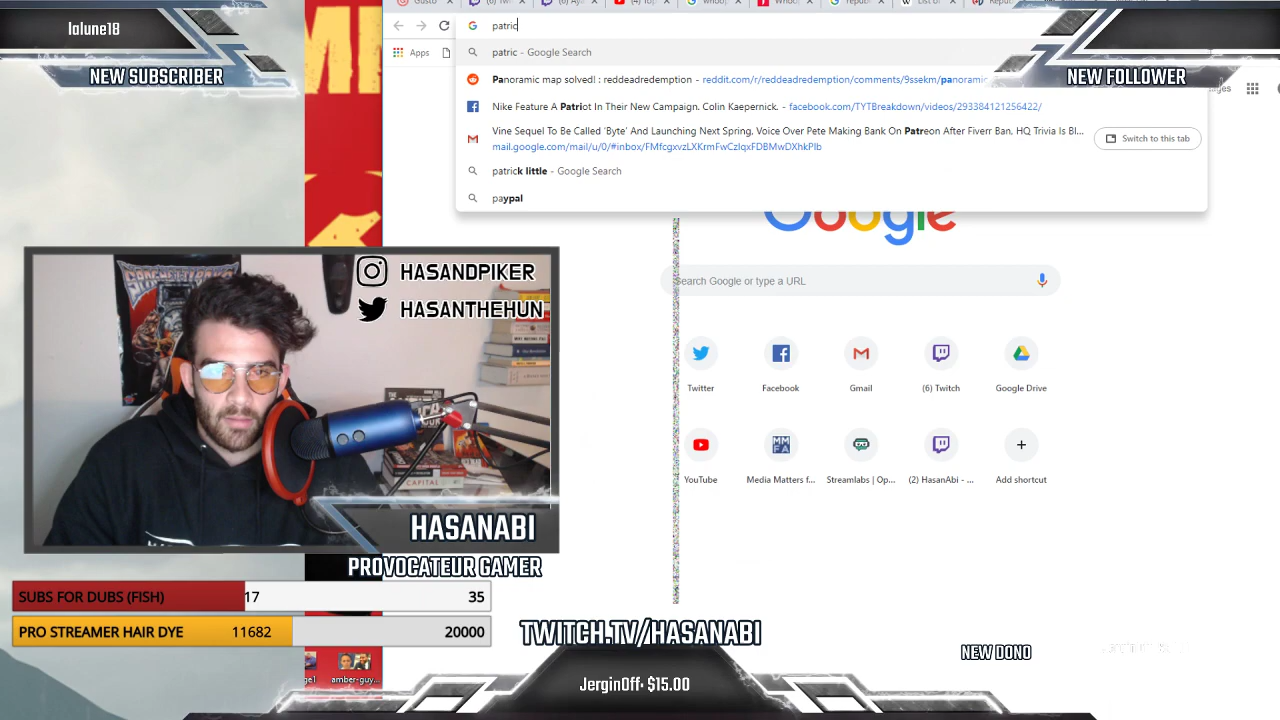 lalune18
NEW SUBSCRIBER
NEW FOLLOWER
patric
Apps
patric - Google Search
Panoramic map solved! : reddeadredemption - reddit.com/r/reddeadredemption/comments/9ssekm/panoramic
Nike Feature A Patriot In Their New Campaign. Colin Kaepernick. - facebook.com/TYTBreakdown/videos/293384121256422/
Vine Sequel To Be Called 'Byte' And Launching Next Spring, Voice Over Pete Making Bank On Patreon After Fiverr Ban, HQ Trivia Is Bl...
mail.google.com/mail/u/0/#inbox/FMfcgxvzLXKrmFwCzlqxFDBMwDXhkPlb
Switch to this tab
patrick little - Google Search
paypal
Google
Search Google or type a URL
Twitter
Facebook
Gmail
(6) Twitch
Google Drive
YouTube
Media Matters f...
Streamlabs | Op...
(2) HasanAbi - ...
Add shortcut
HASANDPIKER
HASANTHEHUN
CAPITAL
HASANABI
PROVOCATEUR GAMER
SUBS FOR DUBS (FISH) 17 35
PRO STREAMER HAIR DYE 11682 20000
TWITCH.TV/HASANABI
NEW DONO
amber-guy...
JerginOff• $15.00